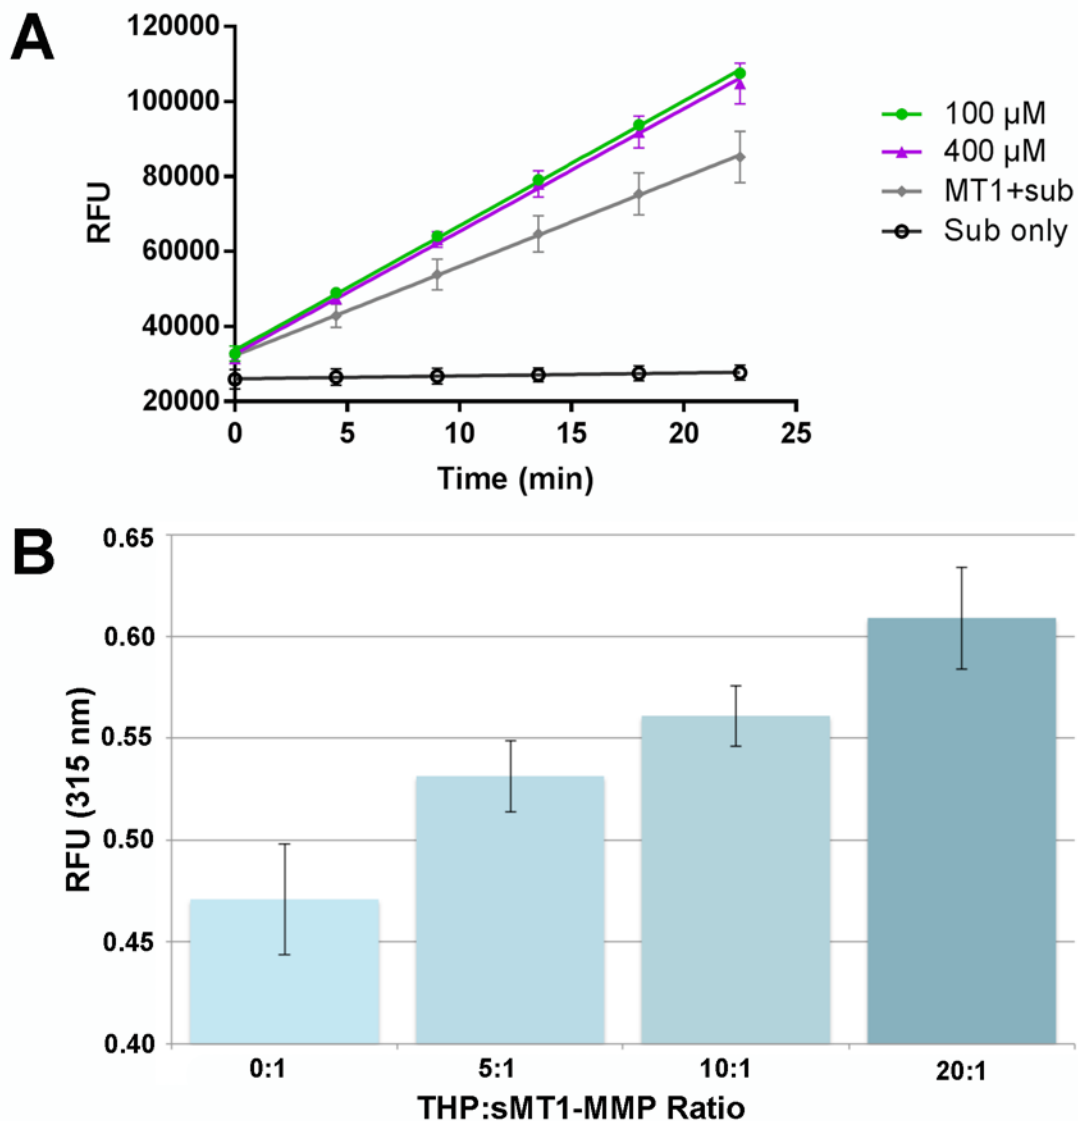 A
120000
100000
80000
60000
40000
20000
RFU
0 5 10 15 20 25
Time (min)
100 µM
400 µM
MT1+sub
Sub only
B
0.65
0.60
0.55
0.50
0.45
0.40
RFU (315 nm)
0:1 5:1 10:1 20:1
THP:sMT1-MMP Ratio